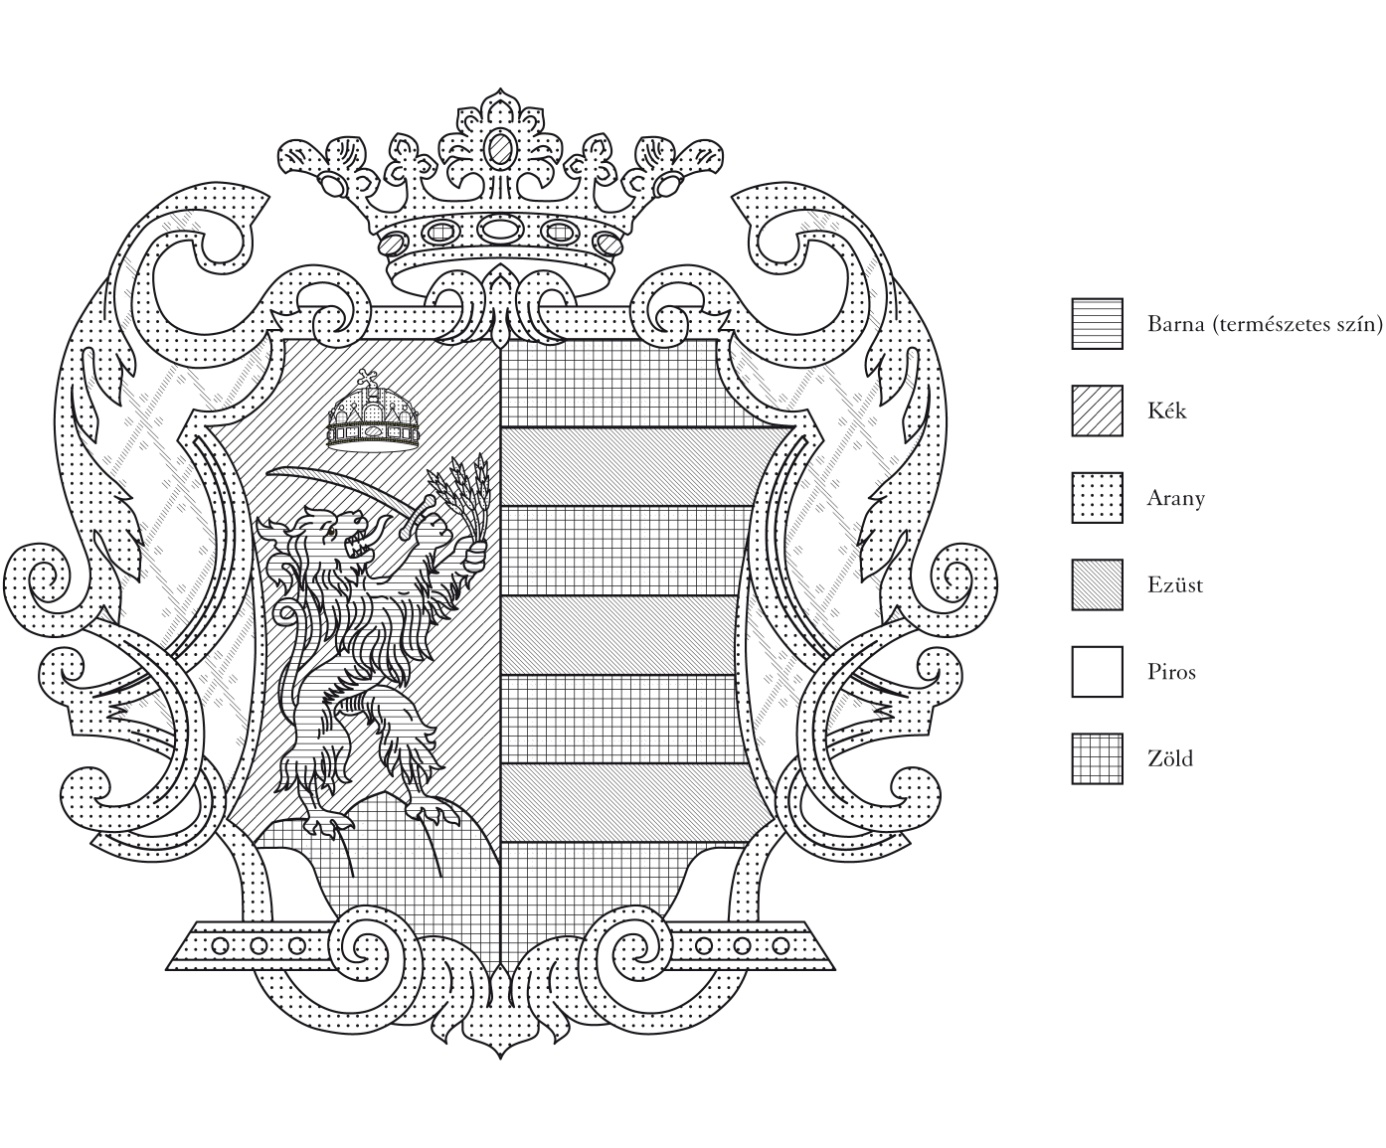 Barna (természetes szín)
Kék
Arany
Ezüst
Piros
Zöld